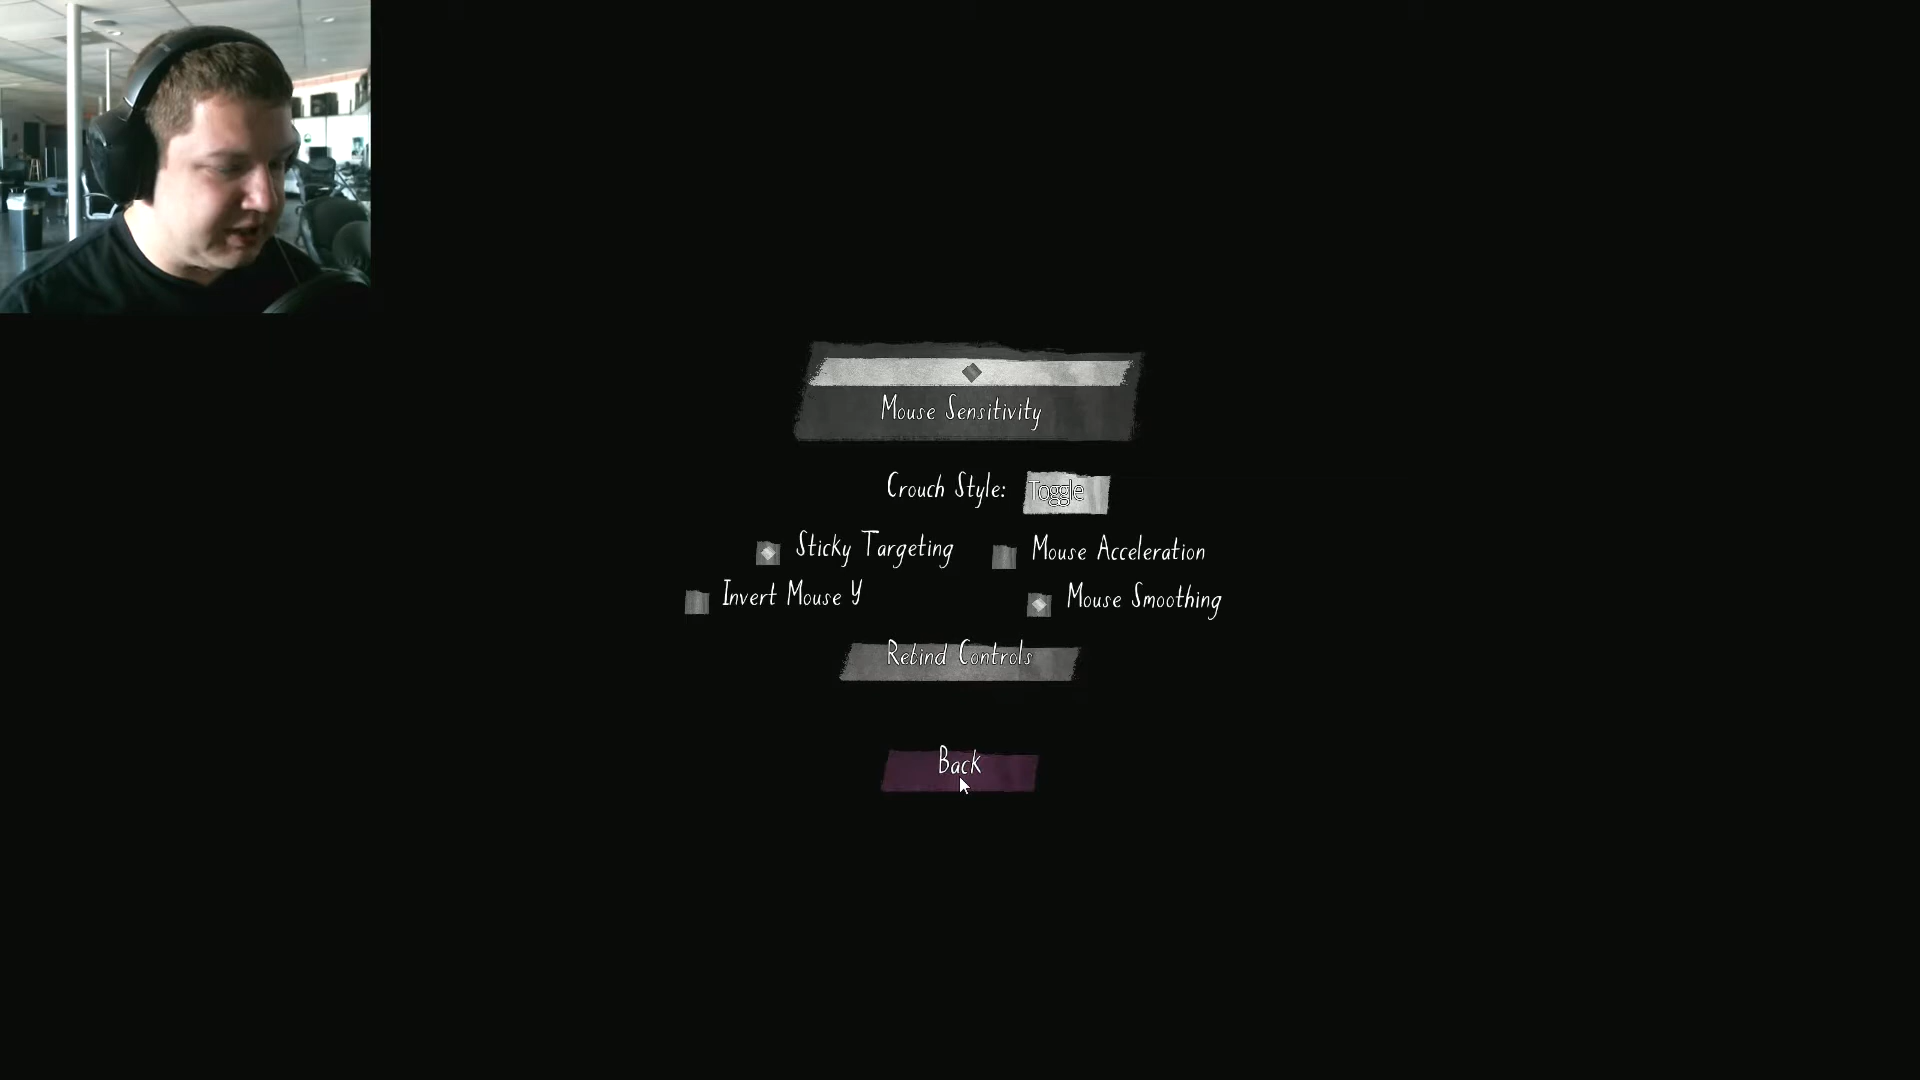 Mouse Sensitivity
Crouch Style: Toggle
Sticky Targeting
Mouse Acceleration
Invert Mouse Y
Mouse Smoothing
Rebind Controls
Back